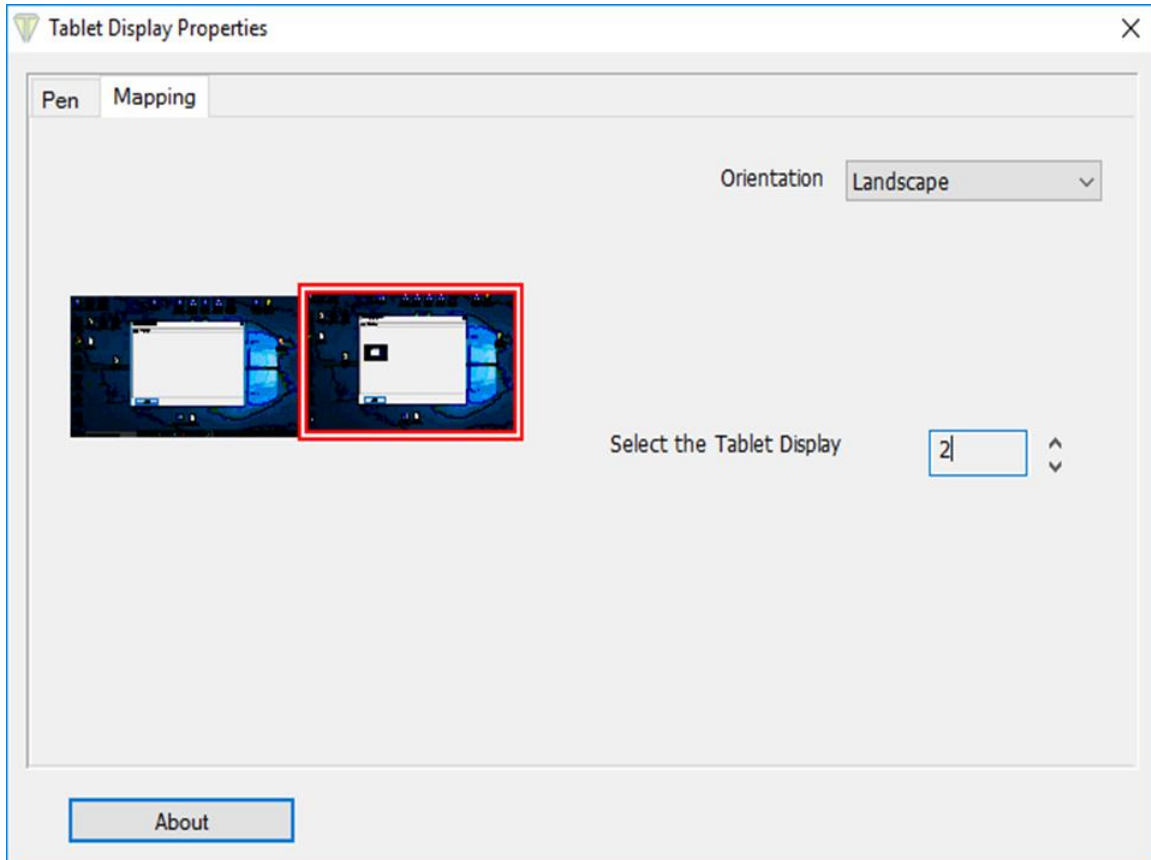 Tablet Display Properties
Pen
Mapping
Orientation
Landscape
Select the Tablet Display
2
About